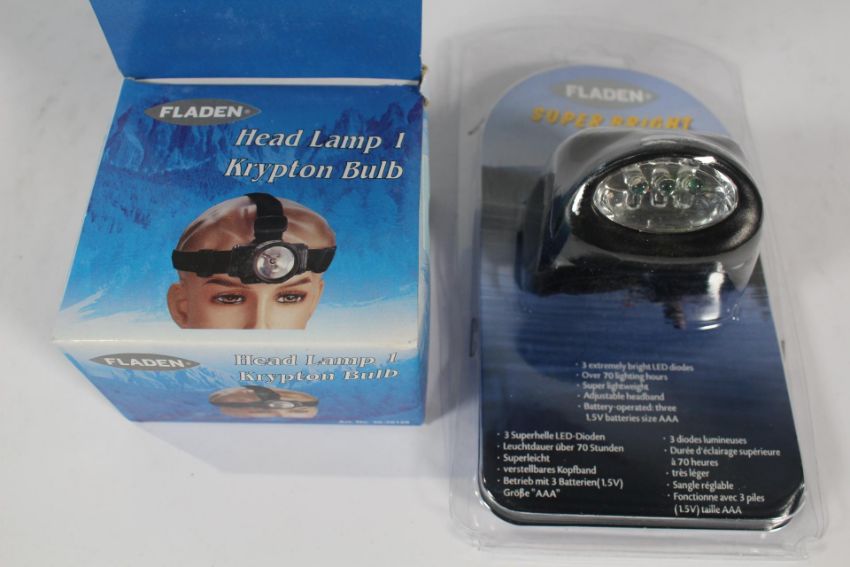 FLADEN®
Head Lamp 1
Krypton Bulb
FLADEN®
Head Lamp 1
Krypton Bulb
FLADEN®
SUPER BRIGHT
· 3 extremely bright LED diodes
· Over 70 lighting hours
· Super lightweight
· Adjustable headband
· Battery-operated: three
1.5V batteries size AAA
· 3 Superhelle LED-Dioden
· Leuchtdauer über 70 Stunden
· Superleicht
· verstellbares Kopfband
· Betrieb mit 3 Batterien(1.5V)
Größe "AAA"
· 3 diodes lumineuses
· Durée d'éclairage supérieure
à 70 heures
· très léger
· Sangle réglable
· Fonctionne avec 3 piles
(1.5V) taille AAA